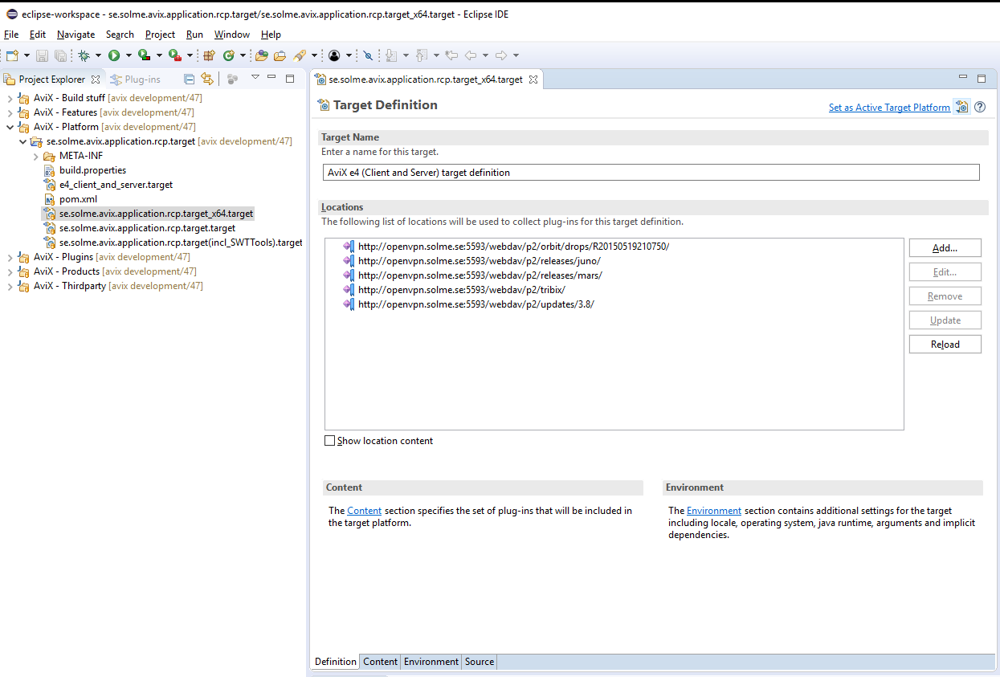 eclipse-workspace - se.solme.avix.application.rcp.target/se.solme.avix.application.rcp.target_x64.target - Eclipse IDE
File Edit Navigate Search Project Run Window Help
Project Explorer Plug-ins
AviX - Build stuff [avix development/47]
AviX - Features [avix development/47]
AviX - Platform [avix development/47]
se.solme.avix.application.rcp.target [avix development/47]
META-INF
build.properties
e4_client_and_server.target
pom.xml
se.solme.avix.application.rcp.target_x64.target
se.solme.avix.application.rcp.target.target
se.solme.avix.application.rcp.target(incl_SWTTools).target
AviX - Plugins [avix development/47]
AviX - Products [avix development/47]
AviX - Thirdparty [avix development/47]
se.solme.avix.application.rcp.target_x64.target
Target Definition
Set as Active Target Platform
Target Name
Enter a name for this target.
AviX e4 (Client and Server) target definition
Locations
The following list of locations will be used to collect plug-ins for this target definition.
http://openvpn.solme.se:5593/webdav/p2/orbit/drops/R20150519210750/
http://openvpn.solme.se:5593/webdav/p2/releases/juno/
http://openvpn.solme.se:5593/webdav/p2/releases/mars/
http://openvpn.solme.se:5593/webdav/p2/tribix/
http://openvpn.solme.se:5593/webdav/p2/updates/3.8/
Add...
Edit...
Remove
Update
Reload
Show location content
Content
The Content section specifies the set of plug-ins that will be included in
the target platform.
Environment
The Environment section contains additional settings for the target
including locale, operating system, java runtime, arguments and implicit
dependencies.
Definition Content Environment Source